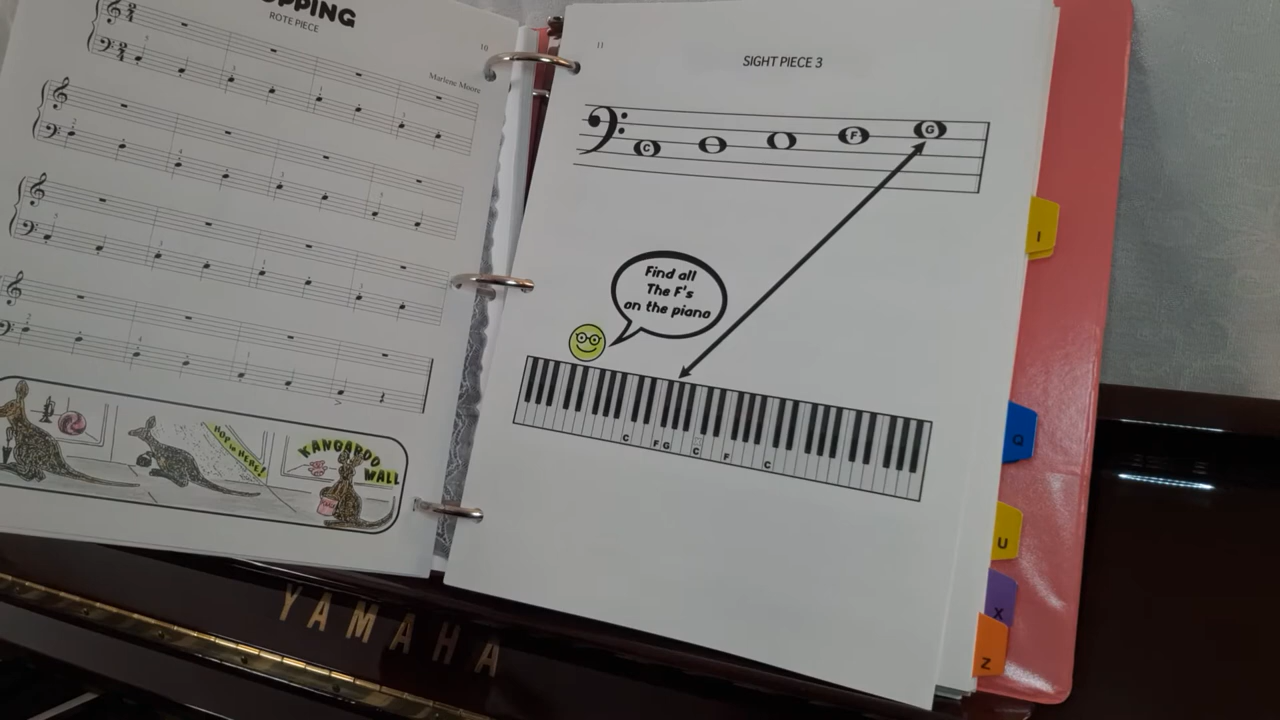 OPPING
ROTE PIECE
10
Marlene Moore
HOP in HERE!
KANGAROO
WALL
11
SIGHT PIECE 3
C
F
G
Find all
The F's
on the piano
C F G C F C
I
Q
U
X
Z
YAMAHA